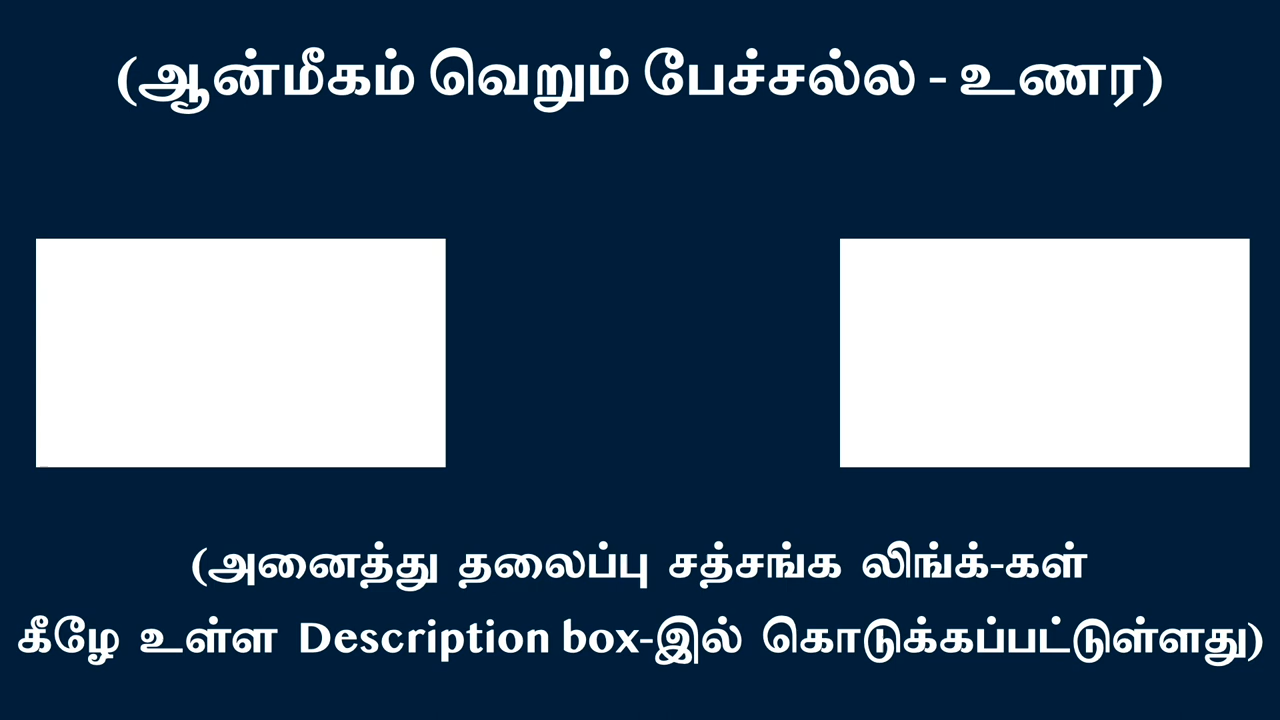 (ஆன்மீகம் வெறும் பேச்சல்ல - உணர)
(அனைத்து தலைப்பு சத்சங்க லிங்க்-கள்
கீழே உள்ள Description box-இல் கொடுக்கப்பட்டுள்ளது)